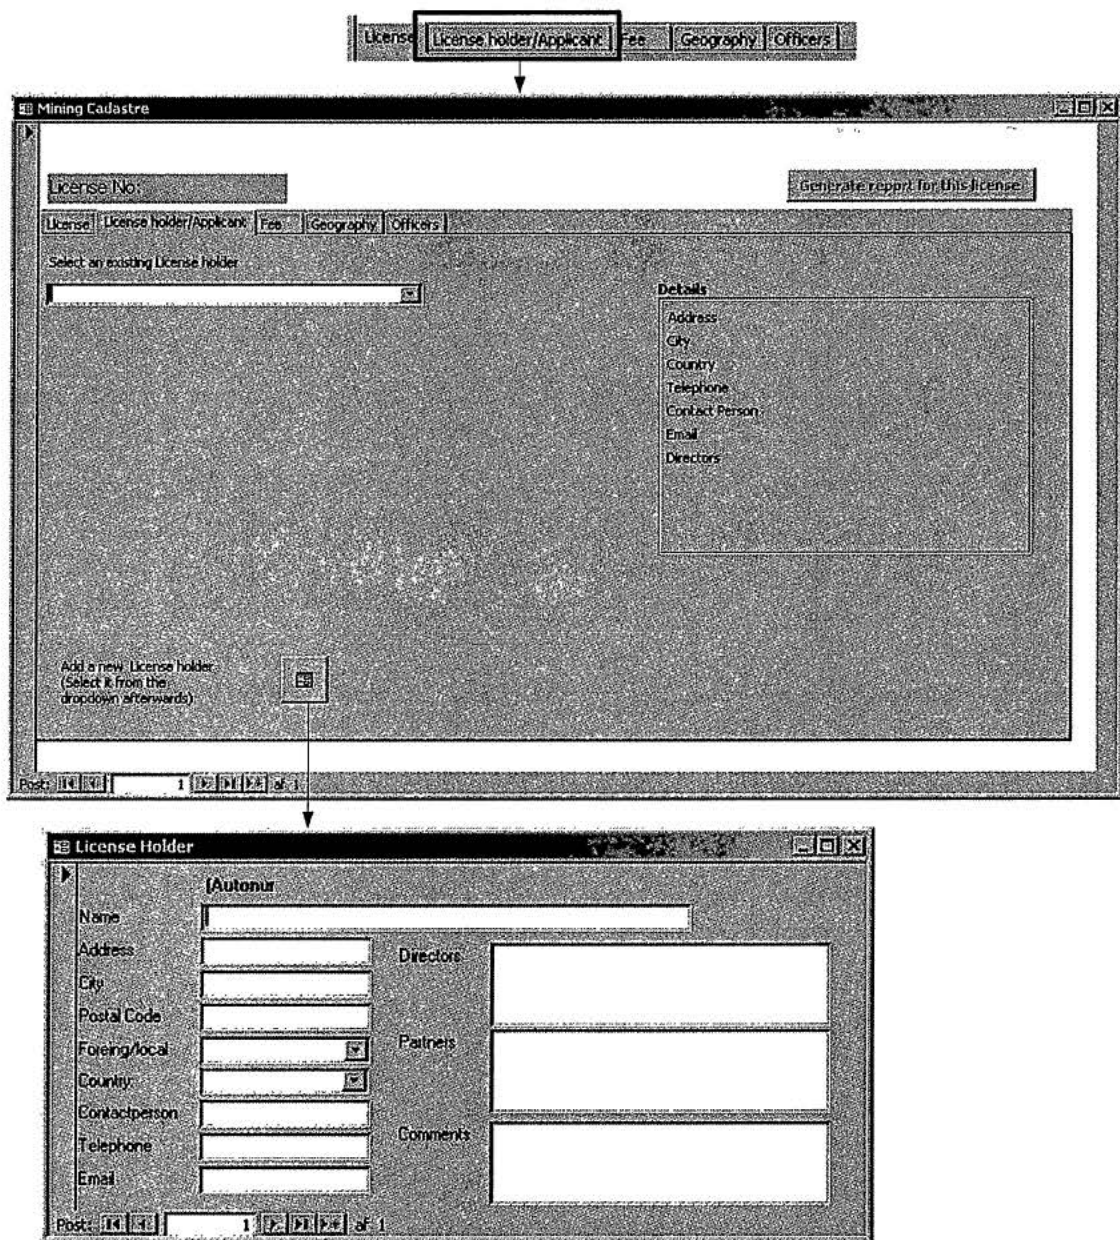 License License holder/Applicant Fee Geography Officers
Mining Cadastre
License No:
Generate report for this license
License License holder/Applicant Fee Geography Officers
Select an existing License holder
Details
Address
City
Country
Telephone
Contact Person
Email
Directors
Add a new License holder
(Select it from the
dropdown afterwards)
Post: 1 af 1
License Holder
(Autonur
Name
Address
City
Postal Code
Foreing/local
Country:
Contactperson
Telephone
Email
Directors
Partners
Comments
Post: 1 af 1